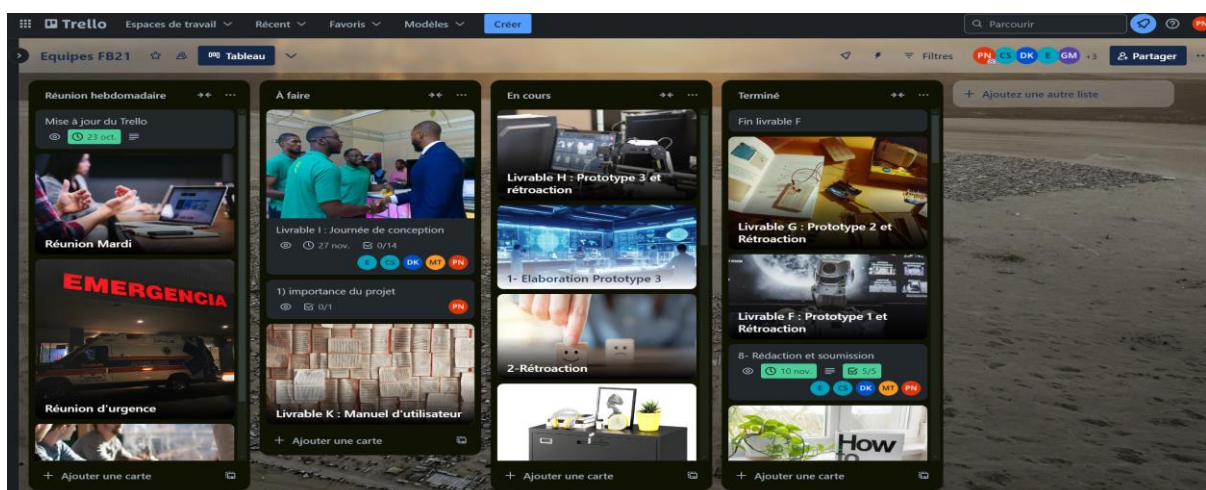 Trello
Espaces de travail
Récent
Favoris
Modèles
Créer
Parcourir
PN
Equipes FB21
Tableau
Filtres
PN
CS
DK
E
GM
+3
Partager
Réunion hebdomadaire
Mise à jour du Trello
23 oct.
Réunion Mardi
EMERGENCIA
Réunion d'urgence
+ Ajouter une carte
À faire
Livrable I : Journée de conception
27 nov.
0/14
E
CS
DK
MT
PN
1) importance du projet
0/1
PN
Livrable K : Manuel d'utilisateur
+ Ajouter une carte
En cours
Livrable H : Prototype 3 et
rétroaction
1- Elaboration Prototype 3
2-Rétroaction
+ Ajouter une carte
Terminé
Fin livrable F
Livrable G : Prototype 2 et
Rétroaction
Livrable F : Prototype 1 et
Rétroaction
8- Rédaction et soumission
10 nov.
5/5
E
CS
DK
MT
PN
How
to
+ Ajouter une carte
+ Ajoutez une autre liste